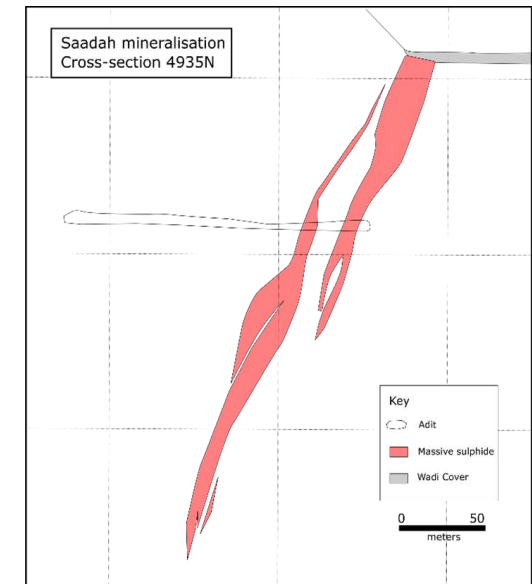 Saadah mineralisation
Cross-section 4935N
Key
Adit
Massive sulphide
Wadi Cover
0 50
meters